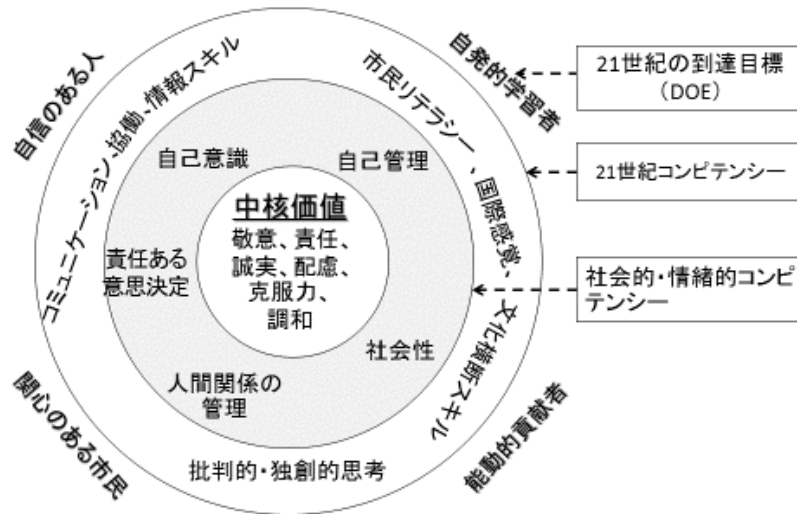 自信のある人
自発的学習者
コミュニケーション、協働、情報スキル
市民リテラシー、国際感覚、文化横断スキル
自己意識
自己管理
中核価値
敬意、責任、
誠実、配慮、
克服力、
調和
責任ある
意思決定
社会性
人間関係の
管理
批判的・独創的思考
関心のある市民
能動的貢献者
21世紀の到達目標
（DOE）
21世紀コンピテンシー
社会的・情緒的コンピ
テンシー